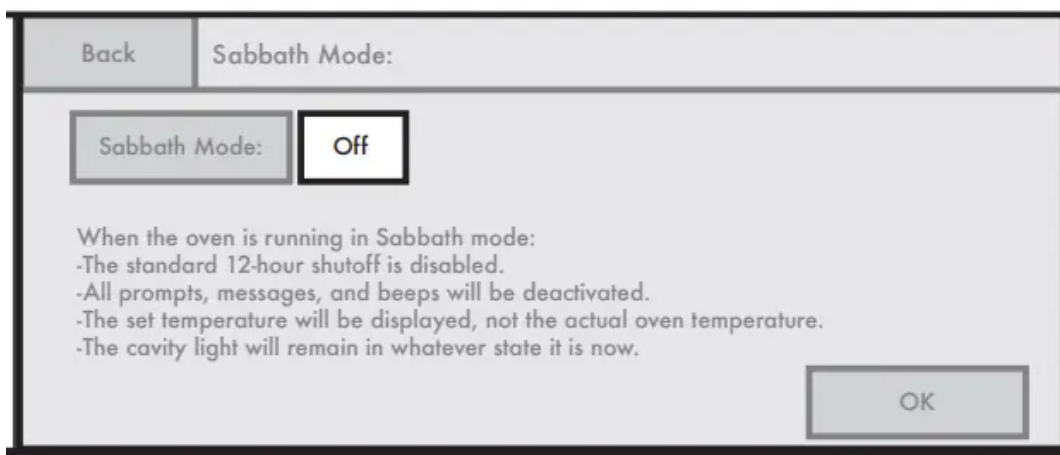 Back
Sabbath Mode:
Sabbath Mode:
Off
When the oven is running in Sabbath mode:
-The standard 12-hour shutoff is disabled.
-All prompts, messages, and beeps will be deactivated.
-The set temperature will be displayed, not the actual oven temperature.
-The cavity light will remain in whatever state it is now.
OK